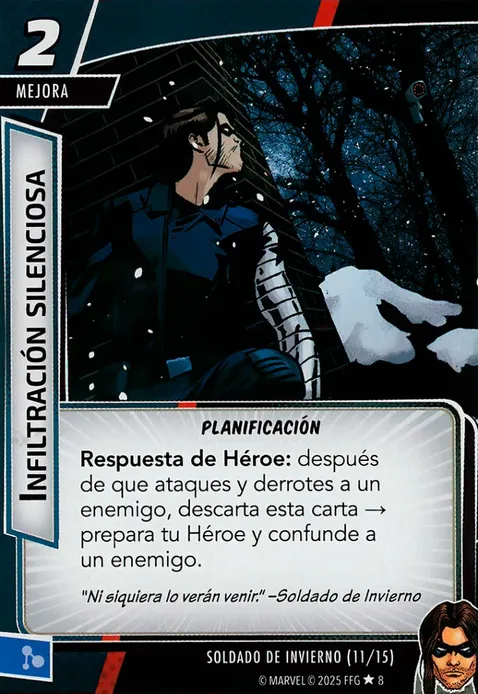 2
MEJORA
INFILTRACIÓN SILENCIOSA
PLANIFICACIÓN
Respuesta de Héroe: después
de que ataques y derrotes a un
enemigo, descarta esta carta →
prepara tu Héroe y confunde a
un enemigo.
"Ni siquiera lo verán venir." –Soldado de Invierno
SOLDADO DE INVIERNO (11/15)
© MARVEL © 2025 FFG ★ 8